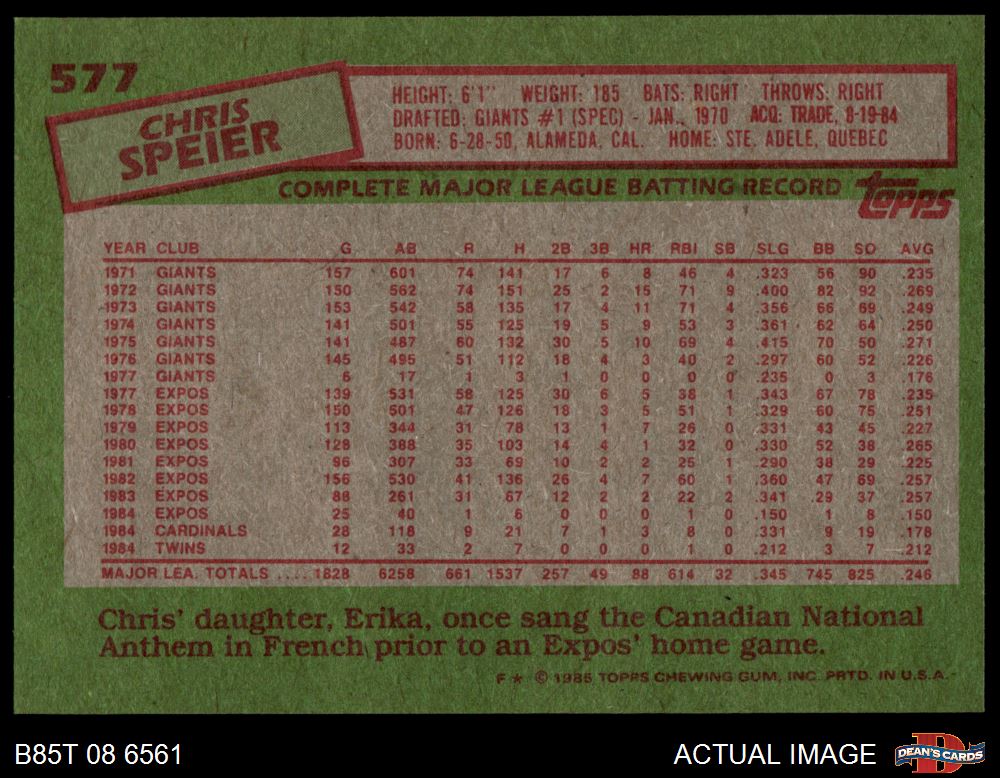 577
CHRIS
SPEIER
HEIGHT: 6'1" WEIGHT: 185 BATS: RIGHT THROWS: RIGHT
DRAFTED: GIANTS #1 (SPEC) - JAN., 1970 ACQ: TRADE, 8-19-84
BORN: 6-28-50, ALAMEDA, CAL. HOME: STE. ADELE, QUEBEC
COMPLETE MAJOR LEAGUE BATTING RECORD
Topps
YEAR CLUB G AB R H 2B 3B HR RBI SB SLG BB SO AVG
1971 GIANTS 157 601 74 141 17 6 8 46 4 .323 56 90 .235
1972 GIANTS 150 562 74 151 25 2 15 71 9 .400 82 92 .269
1973 GIANTS 153 542 58 135 17 4 11 71 4 .356 66 69 .249
1974 GIANTS 141 501 55 125 19 5 9 53 3 .361 62 64 .250
1975 GIANTS 141 487 60 132 30 5 10 69 4 .415 70 50 .271
1976 GIANTS 145 495 51 112 18 4 3 40 2 .297 60 52 .226
1977 GIANTS 6 17 1 3 1 0 0 0 0 .235 0 3 .176
1977 EXPOS 139 531 58 125 30 6 5 38 1 .343 67 78 .235
1978 EXPOS 150 501 47 126 18 3 5 51 1 .329 60 75 .251
1979 EXPOS 113 344 31 78 13 1 7 26 0 .331 43 45 .227
1980 EXPOS 128 388 35 103 14 4 1 32 0 .330 52 38 .265
1981 EXPOS 96 307 33 69 10 2 2 25 1 .290 38 29 .225
1982 EXPOS 156 530 41 136 26 4 7 60 1 .360 47 69 .257
1983 EXPOS 88 261 31 67 12 2 2 22 2 .341 29 37 .257
1984 EXPOS 25 40 1 6 0 0 0 1 0 .150 1 8 .150
1984 CARDINALS 28 118 9 21 7 1 3 8 0 .331 9 19 .178
1984 TWINS 12 33 2 7 0 0 0 1 0 .212 3 7 .212
MAJOR LEA. TOTALS .... 1828 6258 661 1537 257 49 88 614 32 .345 745 825 .246
Chris' daughter, Erika, once sang the Canadian National
Anthem in French prior to an Expos' home game.
F * © 1985 TOPPS CHEWING GUM, INC. PRTD. IN U.S.A.
B85T 08 6561
ACTUAL IMAGE
DEAN'S CARDS